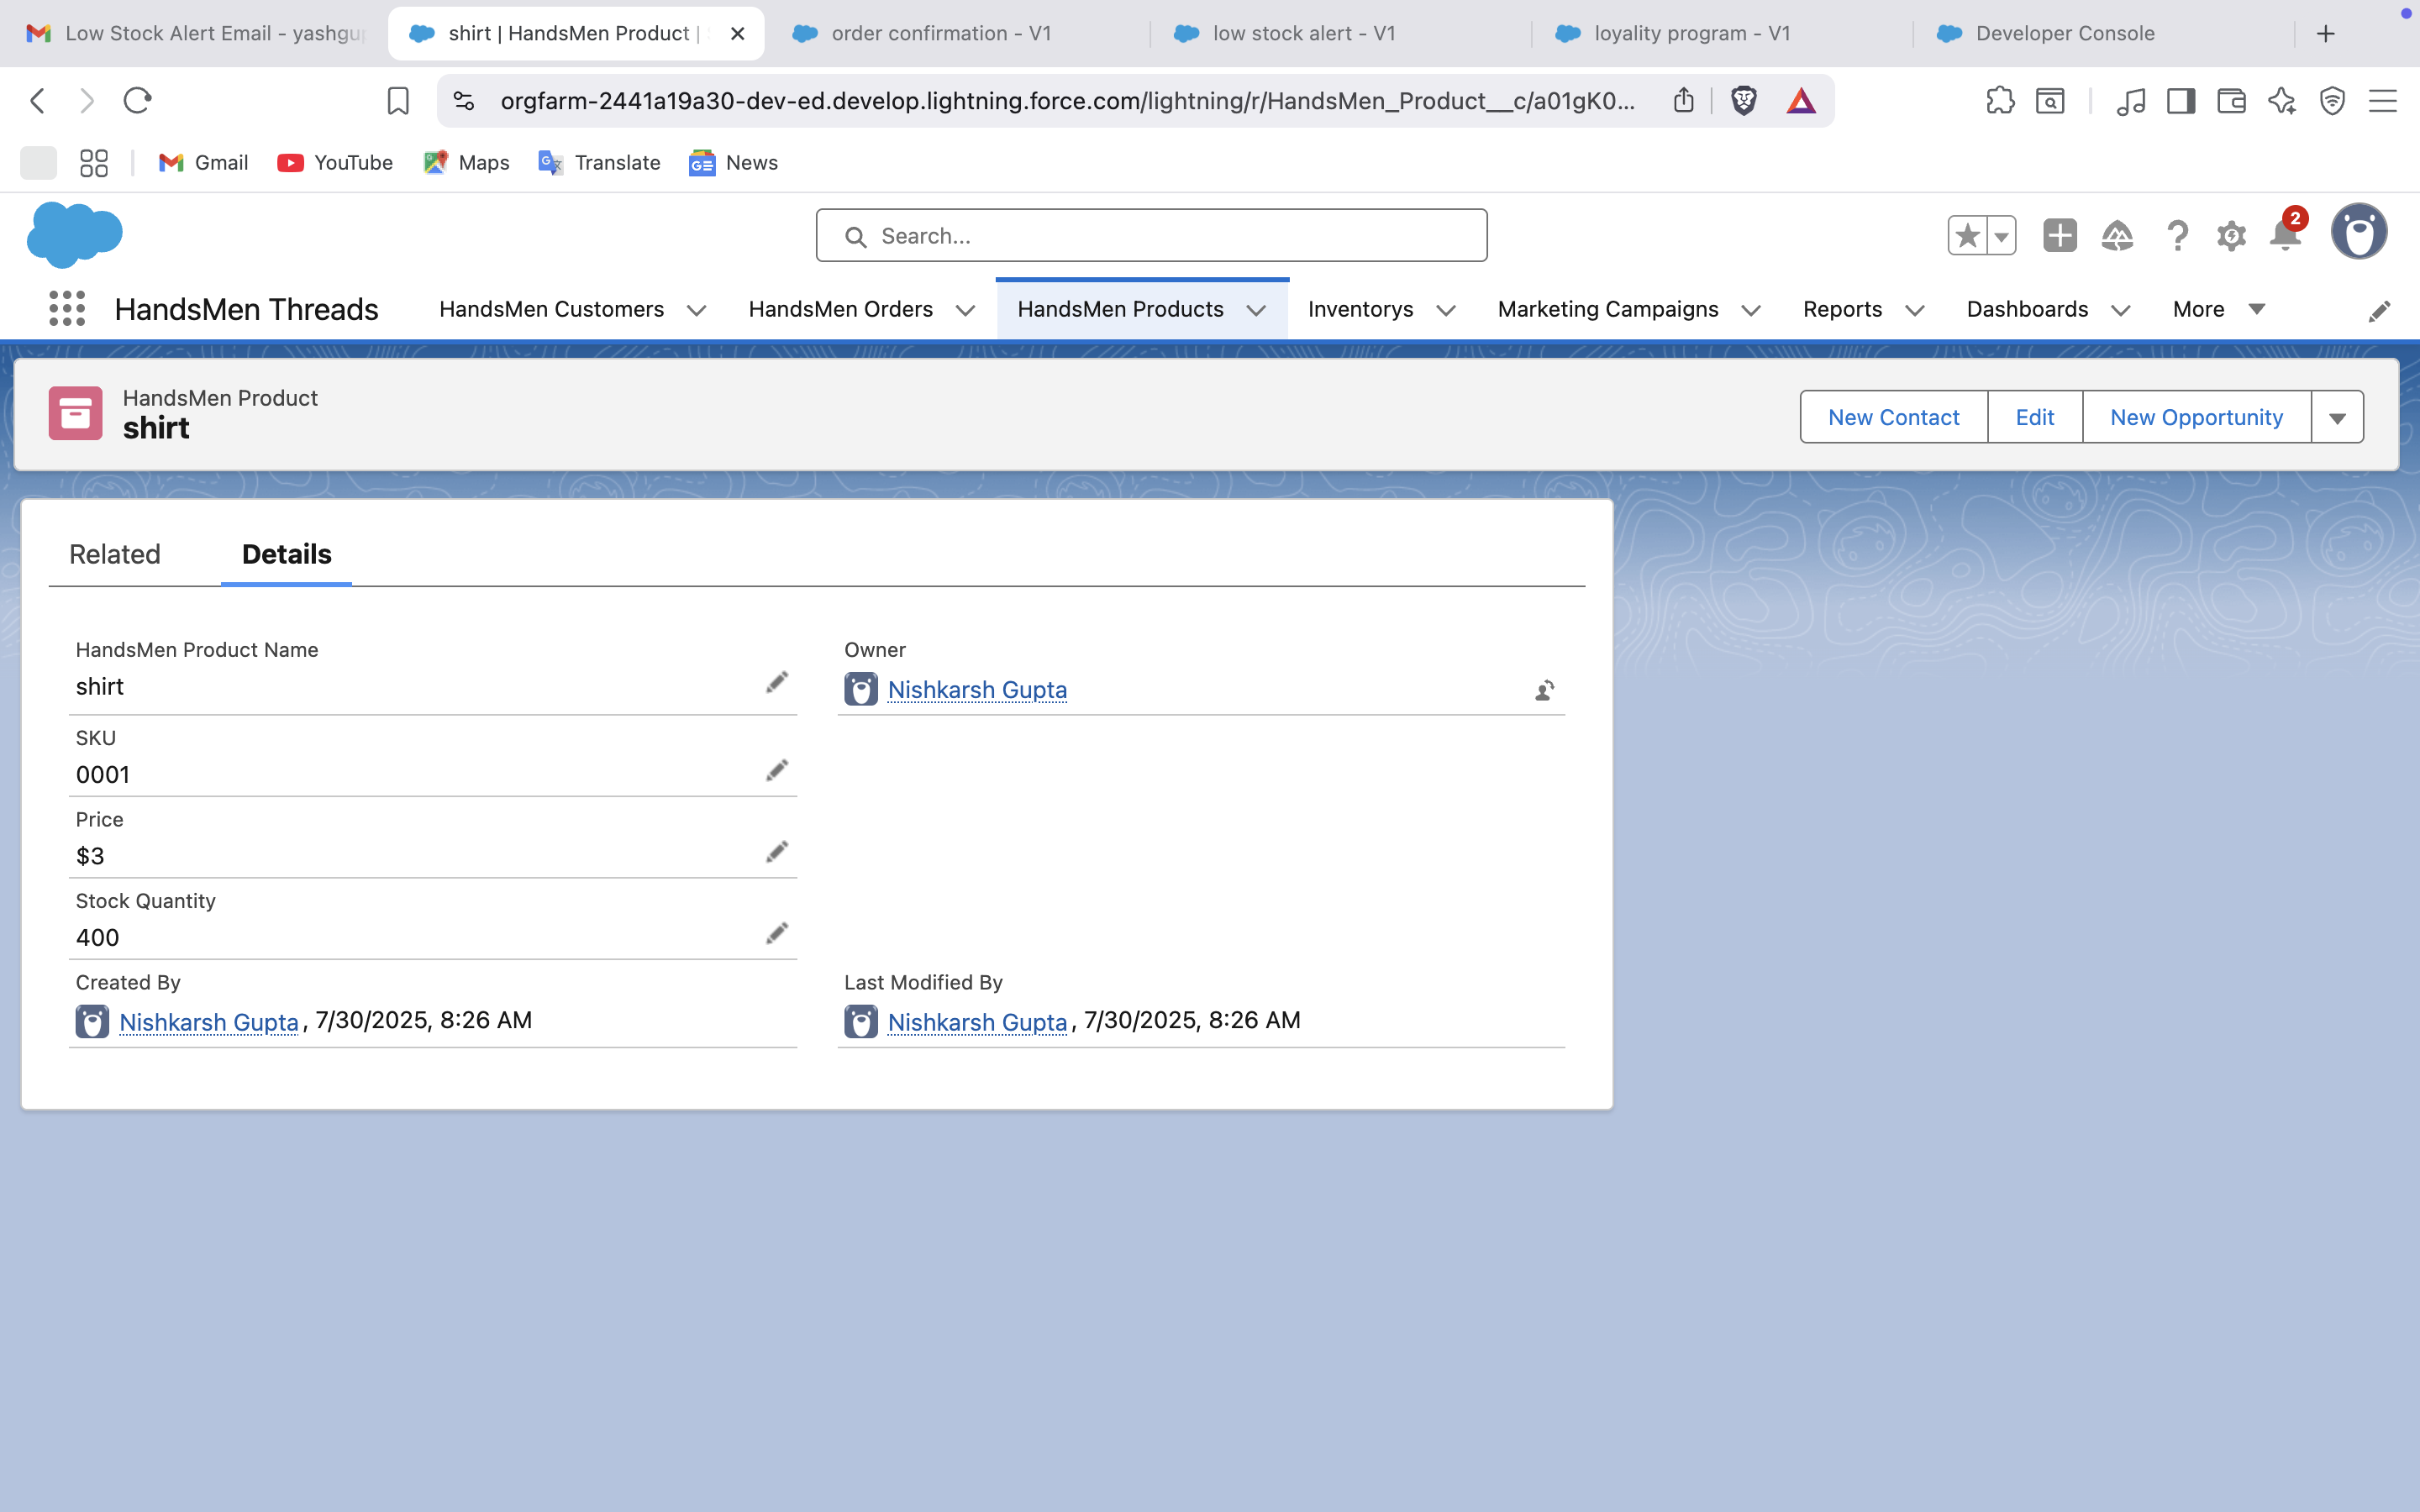 Low Stock Alert Email - yashgu
shirt | HandsMen Product |
order confirmation - V1
low stock alert - V1
loyality program - V1
Developer Console
orgfarm-2441a19a30-dev-ed.develop.lightning.force.com/lightning/r/HandsMen_Product__c/a01gK0...
Gmail
YouTube
Maps
Translate
News
Search...
2
HandsMen Threads
HandsMen Customers
HandsMen Orders
HandsMen Products
Inventorys
Marketing Campaigns
Reports
Dashboards
More
HandsMen Product
shirt
New Contact
Edit
New Opportunity
Related
Details
HandsMen Product Name
shirt
Owner
Nishkarsh Gupta
SKU
0001
Price
$3
Stock Quantity
400
Created By
Nishkarsh Gupta, 7/30/2025, 8:26 AM
Last Modified By
Nishkarsh Gupta, 7/30/2025, 8:26 AM